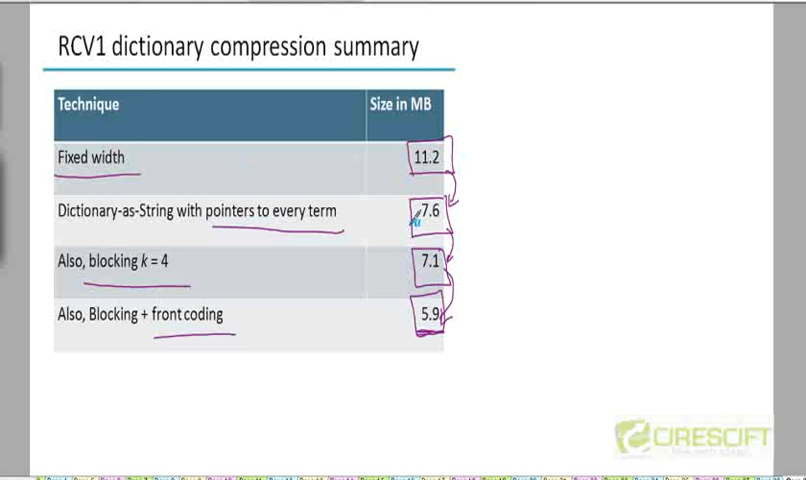 RCV1 dictionary compression summary
Technique Size in MB
Fixed width 11.2
Dictionary-as-String with pointers to every term 7.6
Also, blocking k = 4 7.1
Also, Blocking + front coding 5.9